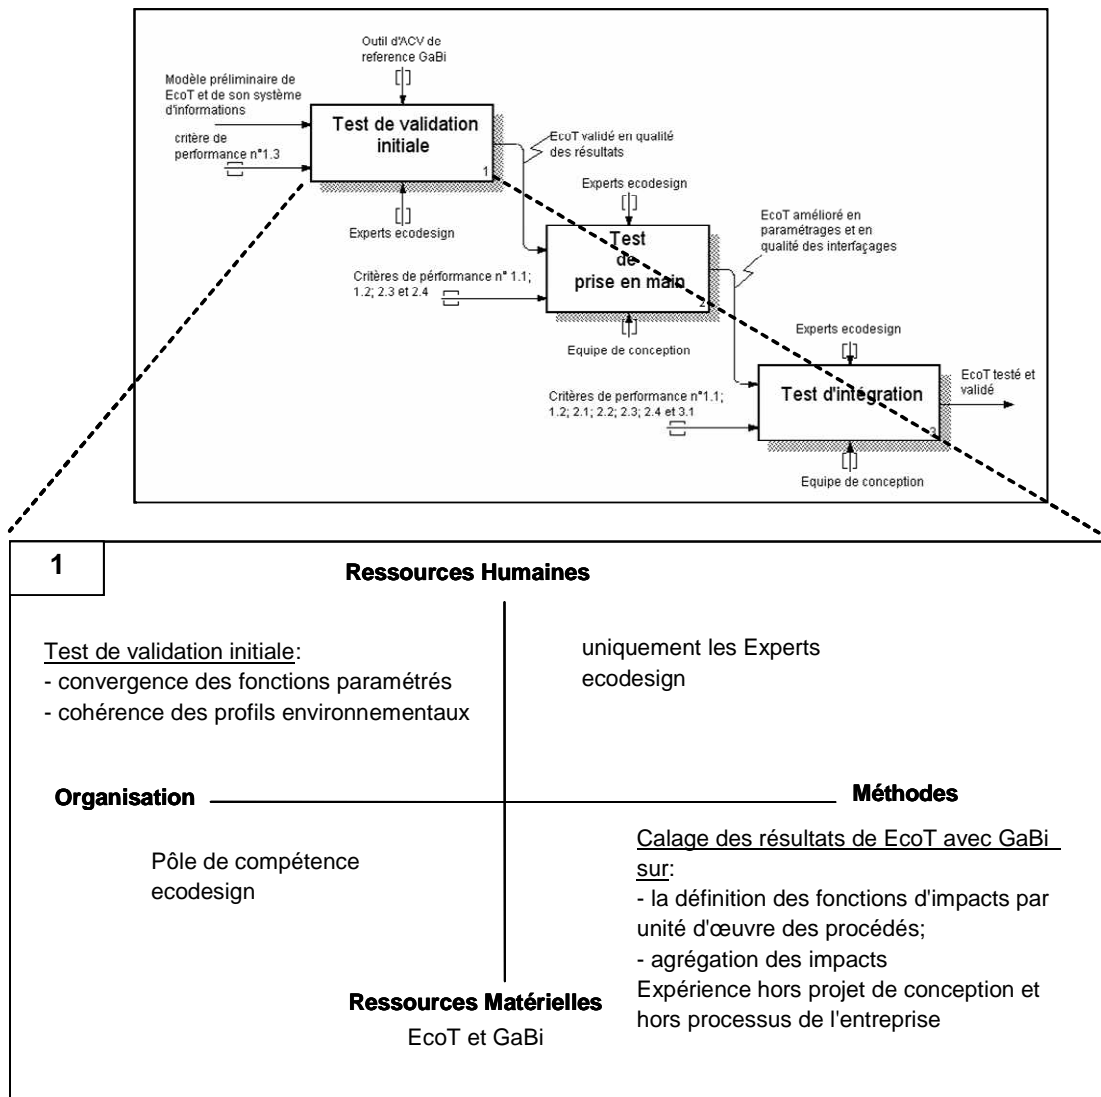 Outil d'ACV de
reference GaBi
Modèle préliminaire de
EcoT et de son système
d'informations
critère de
performance n°1.3
Test de validation
initiale
1
Experts ecodesign
EcoT validé en qualité
des résultats
Experts ecodesign
Test
de
prise en main
2
Critères de pérformance n° 1.1;
1.2; 2.3 et 2.4
Equipe de conception
EcoT amélioré en
paramétrages et en
qualité des interfaçages
Experts ecodesign
Test d'intégration
3
Critères de performance n°1.1;
1.2; 2.1; 2.2; 2.3; 2.4 et 3.1
Equipe de conception
EcoT testé et
validé
1
Ressources Humaines
Test de validation initiale:
- convergence des fonctions paramétrés
- cohérence des profils environnementaux
uniquement les Experts
ecodesign
Organisation
Méthodes
Pôle de compétence
ecodesign
Calage des résultats de EcoT avec GaBi
sur:
- la définition des fonctions d'impacts par
unité d'œuvre des procédés;
- agrégation des impacts
Expérience hors projet de conception et
hors processus de l'entreprise
Ressources Matérielles
EcoT et GaBi